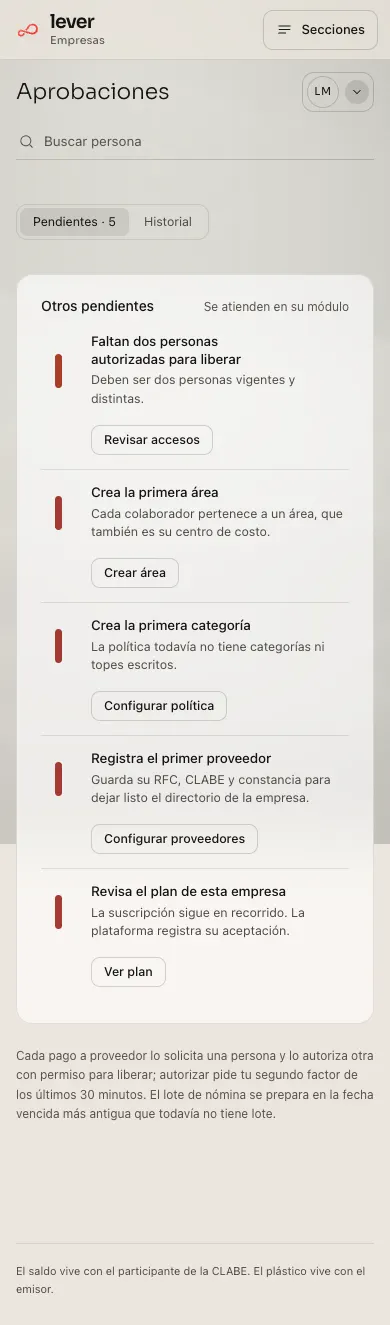 lever
Empresas
Secciones
Aprobaciones
LM
Buscar persona
Pendientes · 5
Historial
Otros pendientes
Se atienden en su módulo
Faltan dos personas
autorizadas para liberar
Deben ser dos personas vigentes y
distintas.
Revisar accesos
Crea la primera área
Cada colaborador pertenece a un área, que
también es su centro de costo.
Crear área
Crea la primera categoría
La política todavía no tiene categorías ni
topes escritos.
Configurar política
Registra el primer proveedor
Guarda su RFC, CLABE y constancia para
dejar listo el directorio de la empresa.
Configurar proveedores
Revisa el plan de esta empresa
La suscripción sigue en recorrido. La
plataforma registra su aceptación.
Ver plan
Cada pago a proveedor lo solicita una persona y lo autoriza otra
con permiso para liberar; autorizar pide tu segundo factor de
los últimos 30 minutos. El lote de nómina se prepara en la fecha
vencida más antigua que todavía no tiene lote.
El saldo vive con el participante de la CLABE. El plástico vive con el
emisor.